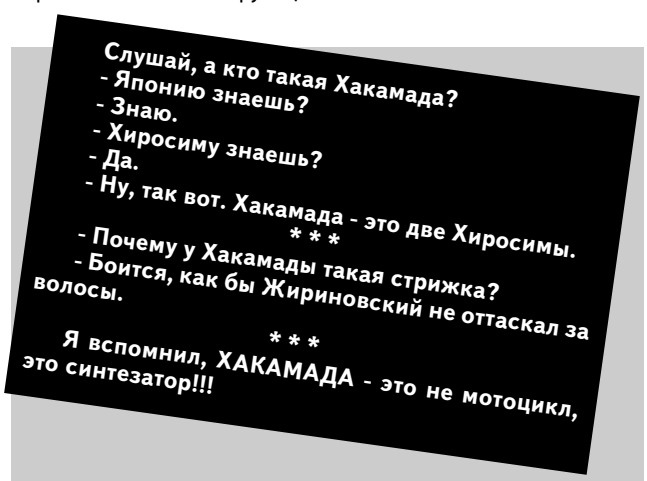 Слушай, а кто такая Хакамада?
- Японию знаешь?
- Знаю.
- Хиросиму знаешь?
- Да.
- Ну, так вот. Хакамада - это две Хиросимы.
* * *
- Почему у Хакамады такая стрижка?
- Боится, как бы Жириновский не оттаскал за
волосы.
* * *
Я вспомнил, ХАКАМАДА - это не мотоцикл,
это синтезатор!!!